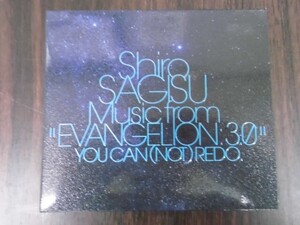 Shiro
SAGISU
Music from
"EVANGELION: 3.0"
YOU CAN (NOT) REDO.